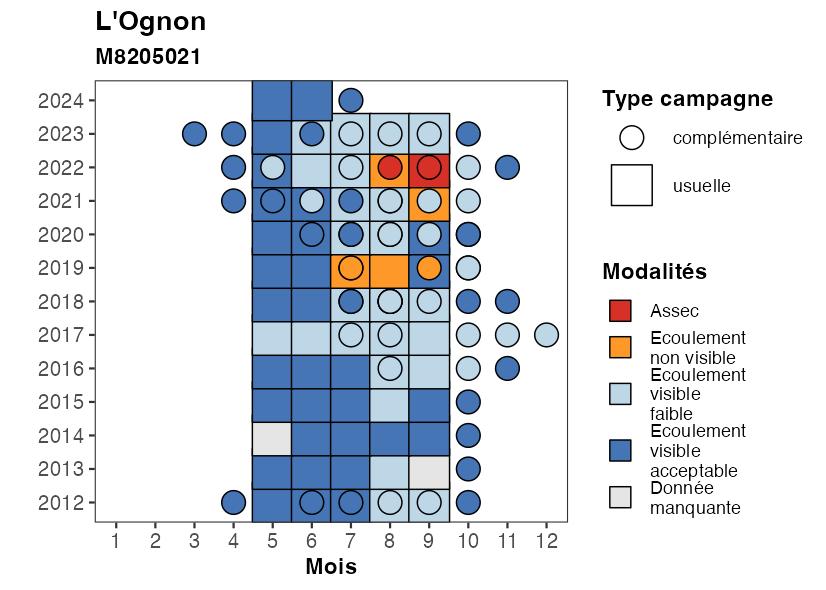 L'Ognon
M8205021
2024
2023
2022
2021
2020
2019
2018
2017
2016
2015
2014
2013
2012
1 2 3 4 5 6 7 8 9 10 11 12
Mois
Type campagne
complémentaire
usuelle
Modalités
Assec
Ecoulement
non visible
Ecoulement
visible
faible
Ecoulement
visible
acceptable
Donnée
manquante